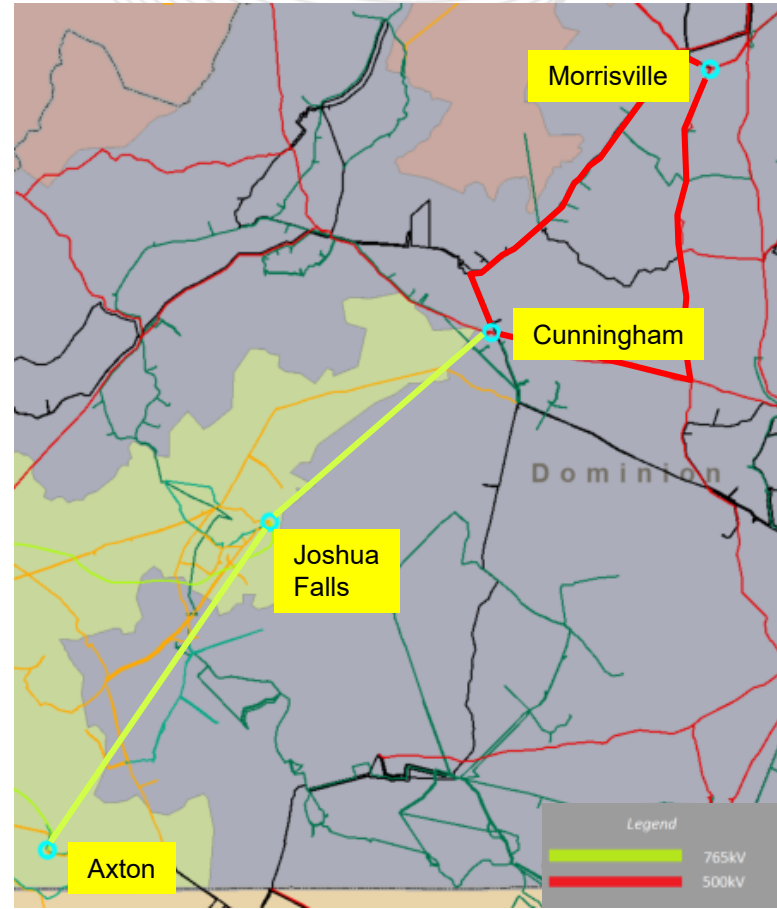 Morrisville
Cunningham
Dominion
Joshua
Falls
Axton
Legend
765kV
500kV